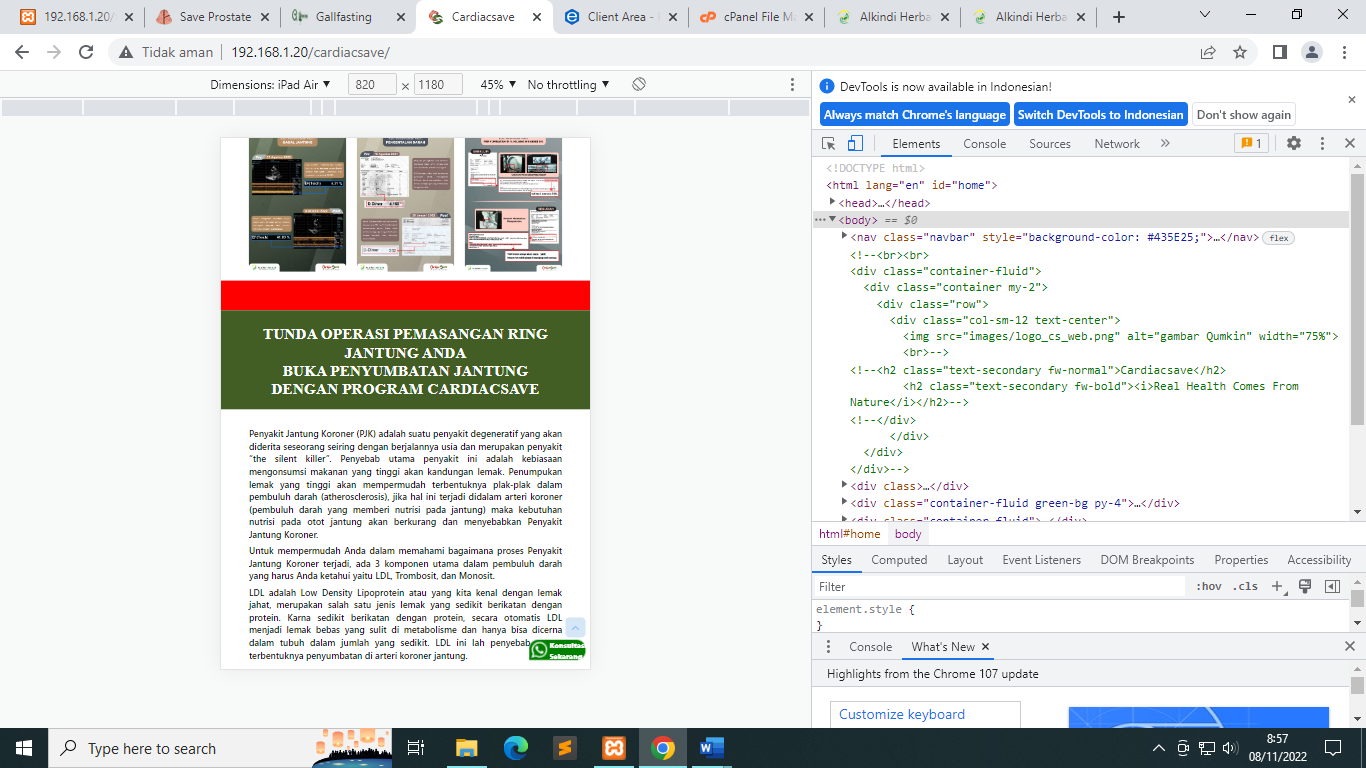 192.168.1.20/
Save Prostate
Gallfasting
Cardiacsave
Client Area -
cPanel File Ma
Alkindi Herba
Alkindi Herba
Tidak aman
192.168.1.20/cardiacsave/
Dimensions: iPad Air
820
×
1180
45%
No throttling
DevTools is now available in Indonesian!
Always match Chrome's language
Switch DevTools to Indonesian
Don't show again
Elements
Console
Sources
Network
1
<!DOCTYPE html>
<html lang="en" id="home">
<head>…</head>
<body> == $0
<nav class="navbar" style="background-color: #435E25;">…</nav>
flex
<!--<br><br>
<div class="container-fluid">
<div class="container my-2">
<div class="row">
<div class="col-sm-12 text-center">
<img src="images/logo_cs_web.png" alt="gambar Qumkin" width="75%">
<br>-->
<!--<h2 class="text-secondary fw-normal">Cardiacsave</h2>
<h2 class="text-secondary fw-bold"><i>Real Health Comes From
Nature</i></h2>-->
<!--</div>
</div>
</div>
</div>-->
<div class>…</div>
<div class="container-fluid green-bg py-4">…</div>
<div class="container-fluid">…</div>
html#home
body
Styles
Computed
Layout
Event Listeners
DOM Breakpoints
Properties
Accessibility
Filter
:hov
.cls
element.style {
}
Console
What's New
Highlights from the Chrome 107 update
Customize keyboard
TUNDA OPERASI PEMASANGAN RING
JANTUNG ANDA
BUKA PENYUMBATAN JANTUNG
DENGAN PROGRAM CARDIACSAVE
Penyakit Jantung Koroner (PJK) adalah suatu penyakit degeneratif yang akan
diderita seseorang seiring dengan berjalannya usia dan merupakan penyakit
"the silent killer". Penyebab utama penyakit ini adalah kebiasaan
mengonsumsi makanan yang tinggi akan kandungan lemak. Penumpukan
lemak yang tinggi akan mempermudah terbentuknya plak-plak dalam
pembuluh darah (atherosclerosis), jika hal ini terjadi didalam arteri koroner
(pembuluh darah yang memberi nutrisi pada jantung) maka kebutuhan
nutrisi pada otot jantung akan berkurang dan menyebabkan Penyakit
Jantung Koroner.
Untuk mempermudah Anda dalam memahami bagaimana proses Penyakit
Jantung Koroner terjadi, ada 3 komponen utama dalam pembuluh darah
yang harus Anda ketahui yaitu LDL, Trombosit, dan Monosit.
LDL adalah Low Density Lipoprotein atau yang kita kenal dengan lemak
jahat, merupakan salah satu jenis lemak yang sedikit berikatan dengan
protein. Karna sedikit berikatan dengan protein, secara otomatis LDL
menjadi lemak bebas yang sulit di metabolisme dan hanya bisa dicerna
dalam tubuh dalam jumlah yang sedikit. LDL ini lah penyebab
terbentuknya penyumbatan di arteri koroner jantung.
Konsultasi
Sekarang
Type here to search
8:57
08/11/2022